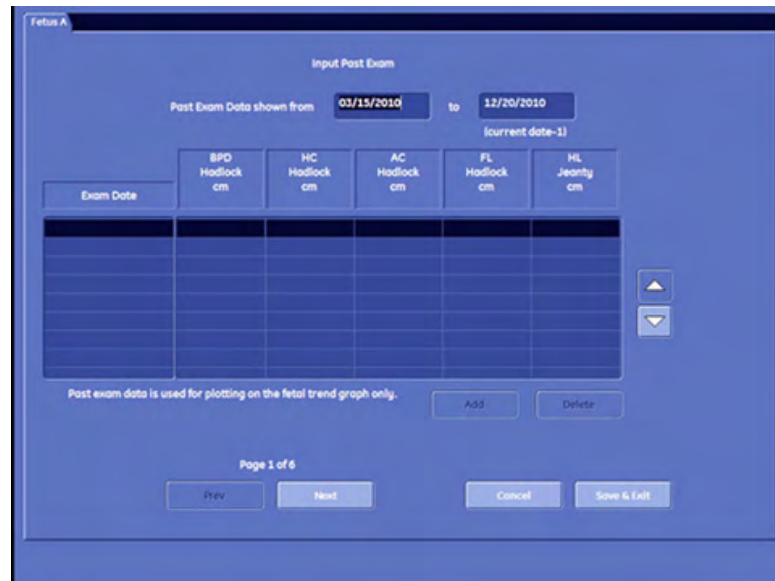 Fetus A
Input Past Exam
Past Exam Data shown from 03/15/2010 to 12/20/2010
(current date-1)
Exam Date
BPD Hadlock cm
HC Hadlock cm
AC Hadlock cm
FL Hadlock cm
HL Jeanty cm
Past exam data is used for plotting on the fetal trend graph only.
Add Delete
Page 1 of 6
Prev Next Cancel Save & Exit